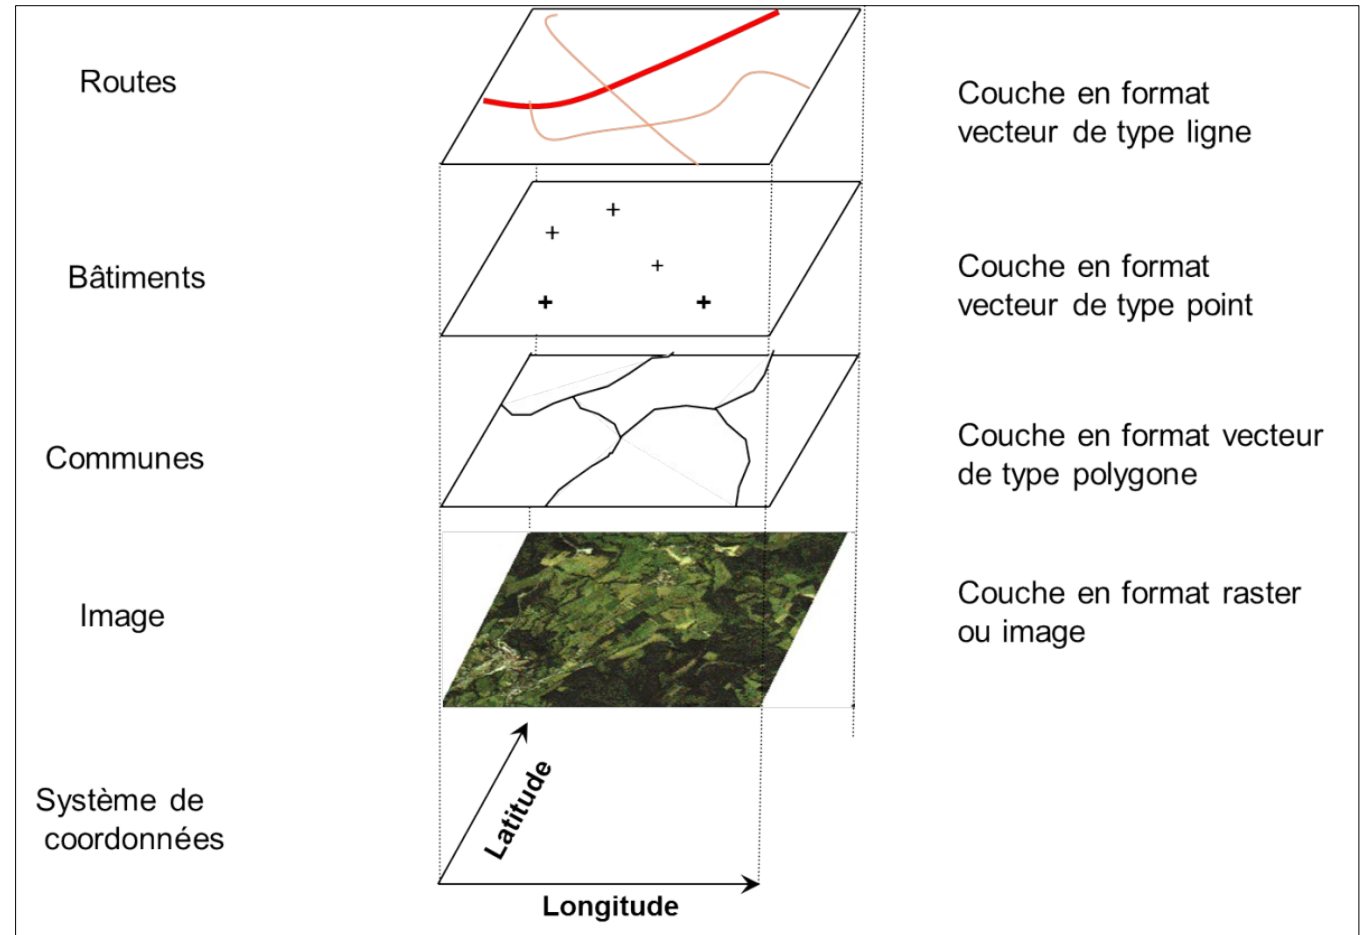 Routes
Couche en format
vecteur de type ligne
Bâtiments
Couche en format
vecteur de type point
Communes
Couche en format vecteur
de type polygone
Image
Couche en format raster
ou image
Système de
coordonnées
Latitude
Longitude